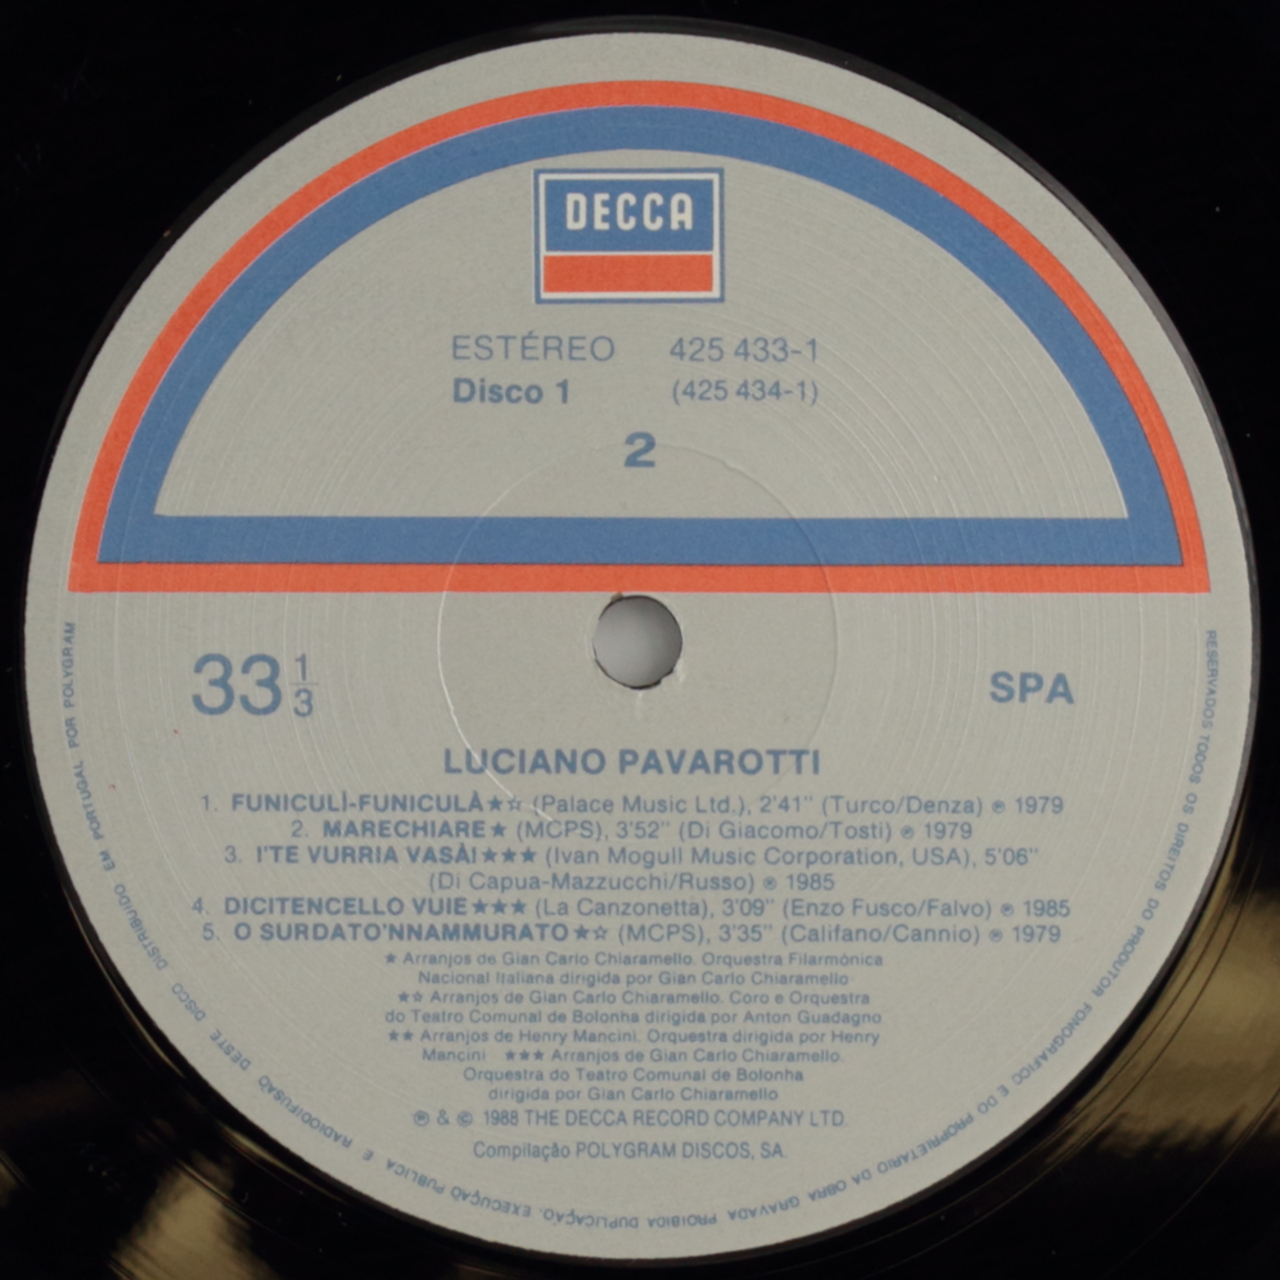 DECCA
ESTÉREO 425 433-1
Disco 1 (425 434-1)
2
33 1/3 SPA
LUCIANO PAVAROTTI
1. FUNICULÌ-FUNICULÀ★☆ (Palace Music Ltd.), 2'41" (Turco/Denza) ℗ 1979
2. MARECHIARE★ (MCPS), 3'52" (Di Giacomo/Tosti) ℗ 1979
3. I'TE VURRIA VASÀ!★★★ (Ivan Mogull Music Corporation, USA), 5'06"
(Di Capua-Mazzucchi/Russo) ℗ 1985
4. DICITENCELLO VUIE★★★ (La Canzonetta), 3'09" (Enzo Fusco/Falvo) ℗ 1985
5. O SURDATO'NNAMMURATO★☆ (MCPS), 3'35" (Califano/Cannio) ℗ 1979
★ Arranjos de Gian Carlo Chiaramello. Orquestra Filarmónica
Nacional Italiana dirigida por Gian Carlo Chiaramello
★☆ Arranjos de Gian Carlo Chiaramello. Coro e Orquestra
do Teatro Comunal de Bolonha dirigida por Anton Guadagno
★★ Arranjos de Henry Mancini. Orquestra dirigida por Henry
Mancini ★★★ Arranjos de Gian Carlo Chiaramello.
Orquestra do Teatro Comunal de Bolonha
dirigida por Gian Carlo Chiaramello
℗ & © 1988 THE DECCA RECORD COMPANY LTD.
Compilação POLYGRAM DISCOS, SA.
RESERVADOS TODOS OS DIREITOS DO PRODUTOR FONOGRAFICO E DO PROPRIETARIO DA OBRA GRAVADA PROIBIDA DUPLICAÇAO, EXECUÇAO PUBLICA E RADIODIFUSAO DESTE DISCO DISTRIBUIDO EM PORTUGAL POR POLYGRAM